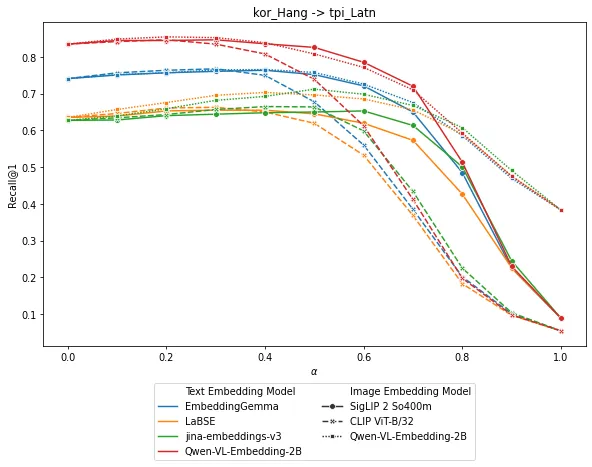 kor_Hang -> tpi_Latn
Recall@1
0.8
0.7
0.6
0.5
0.4
0.3
0.2
0.1
0.0
0.2
0.4
0.6
0.8
1.0
α
Text Embedding Model
EmbeddingGemma
LaBSE
jina-embeddings-v3
Qwen-VL-Embedding-2B
Image Embedding Model
SigLIP 2 So400m
CLIP ViT-B/32
Qwen-VL-Embedding-2B